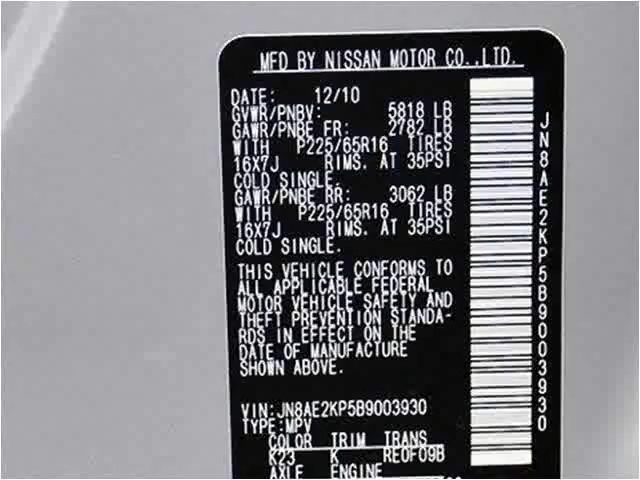 MFD BY NISSAN MOTOR CO.,LTD.
DATE: 12/10
GVWR/PNBV: 5818 LB
GAWR/PNBE FR: 2782 LB
WITH P225/65R16 TIRES
16X7J RIMS. AT 35PSI
COLD SINGLE.
GAWR/PNBE RR: 3062 LB
WITH P225/65R16 TIRES
16X7J RIMS. AT 35PSI
COLD SINGLE.
THIS VEHICLE CONFORMS TO
ALL APPLICABLE FEDERAL
MOTOR VEHICLE SAFETY AND
THEFT PREVENTION STANDA-
RDS IN EFFECT ON THE
DATE OF MANUFACTURE
SHOWN ABOVE.
VIN:JN8AE2KP5B9003930
TYPE:MPV
COLOR TRIM TRANS
K23 K RE0F09B
AXLE ENGINE
JN8AE2KP5B9003930